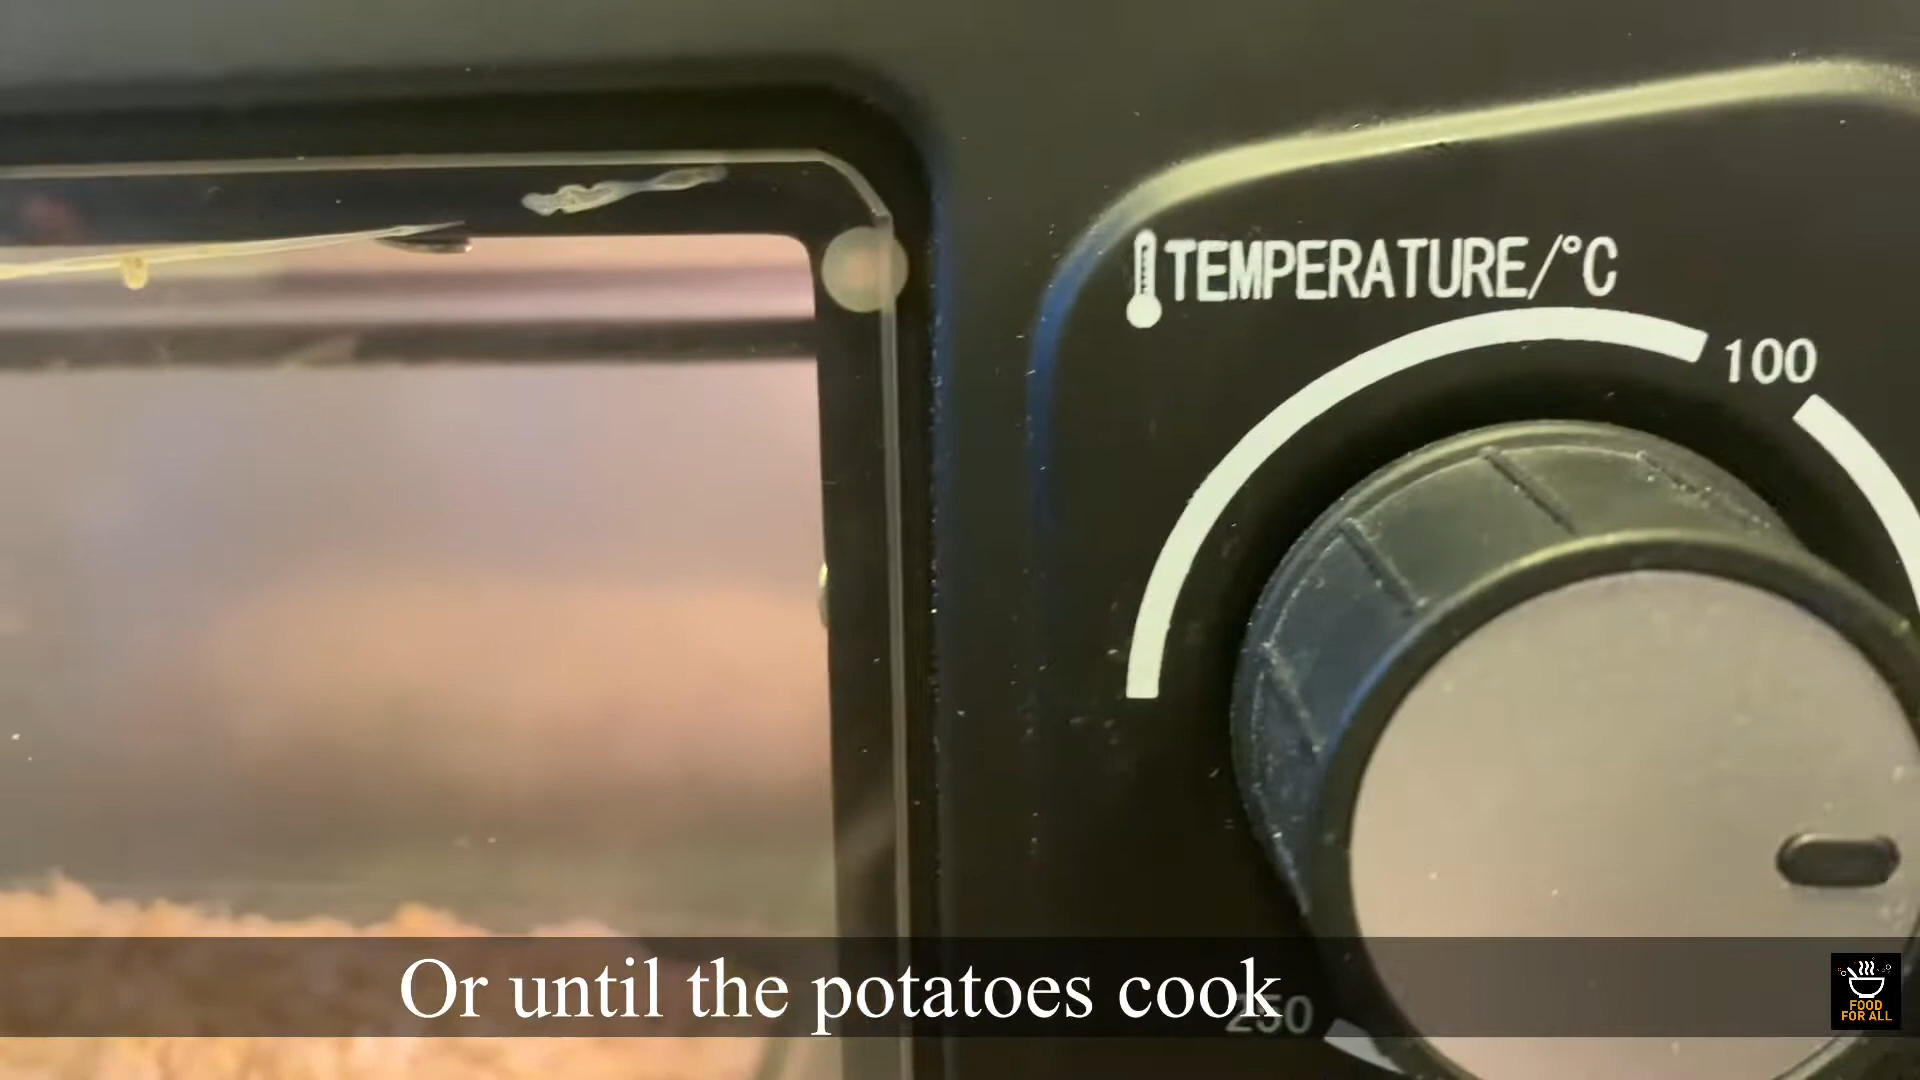 TEMPERATURE/°C
100
Or until the potatoes cook
250
FOOD
FOR ALL